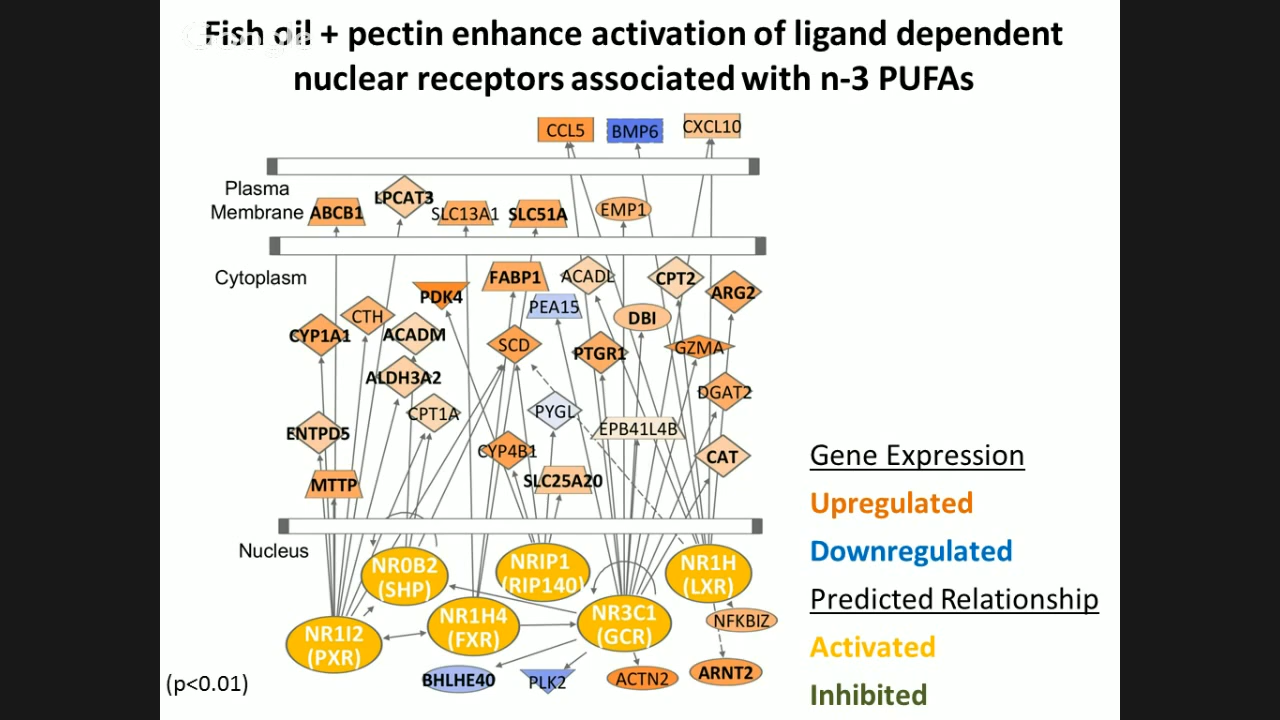 Google
Fish oil + pectin enhance activation of ligand dependent
nuclear receptors associated with n-3 PUFAs
CCL5
BMP6
CXCL10
Plasma
Membrane
ABCB1
LPCAT3
SLC13A1
SLC51A
EMP1
Cytoplasm
PDK4
FABP1
ACADL
CPT2
ARG2
PEA15
CTH
DBI
CYP1A1
ACADM
SCD
PTGR1
GZMA
ALDH3A2
DGAT2
CPT1A
PYGL
EPB41L4B
ENTPD5
CYP4B1
CAT
MTTP
SLC25A20
Nucleus
NR0B2
(SHP)
NRIP1
(RIP140)
NR1H
(LXR)
NR1I2
(PXR)
NR1H4
(FXR)
NR3C1
(GCR)
NFKBIZ
BHLHE40
PLK2
ACTN2
ARNT2
(p<0.01)
Gene Expression
Upregulated
Downregulated
Predicted Relationship
Activated
Inhibited